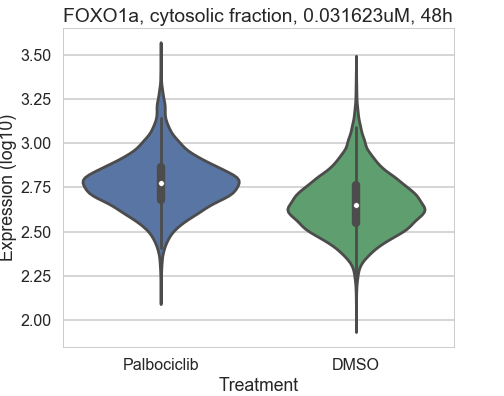 FOXO1a, cytosolic fraction, 0.031623uM, 48h
Expression (log10)
3.50
3.25
3.00
2.75
2.50
2.25
2.00
Palbociclib
DMSO
Treatment